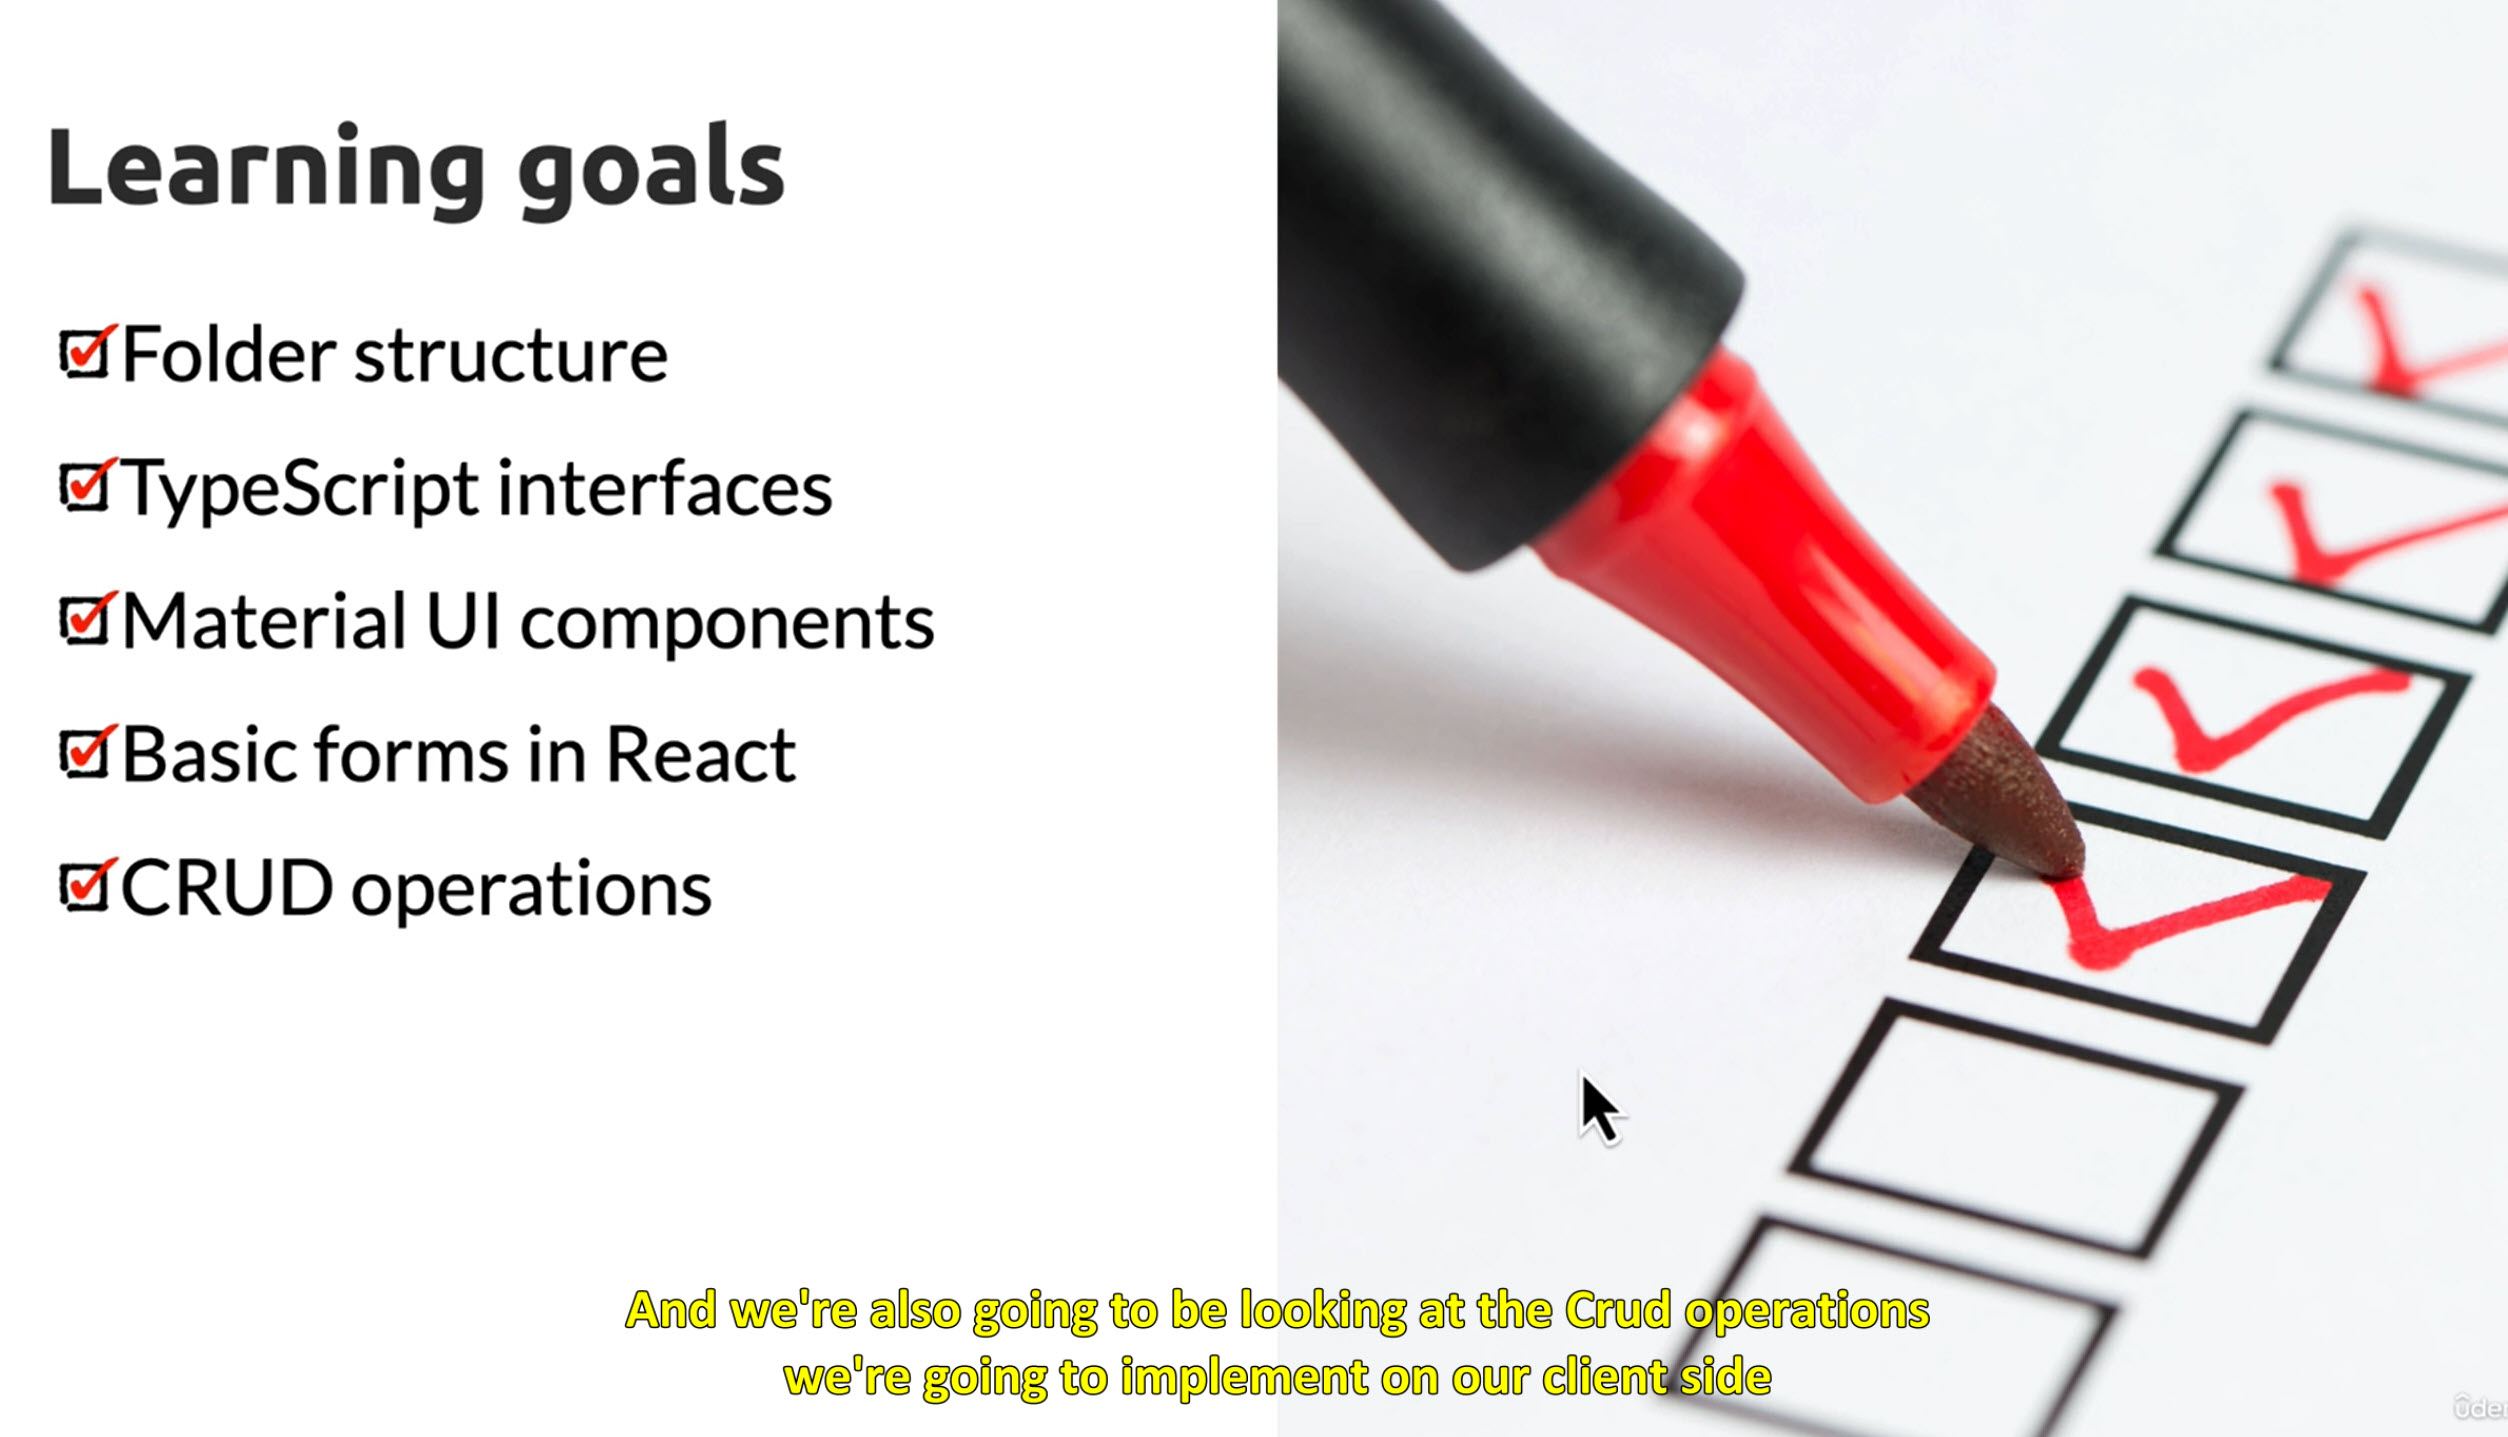 Learning goals
Folder structure
TypeScript interfaces
Material UI components
Basic forms in React
CRUD operations
And we're also going to be looking at the Crud operations
we're going to implement on our client side